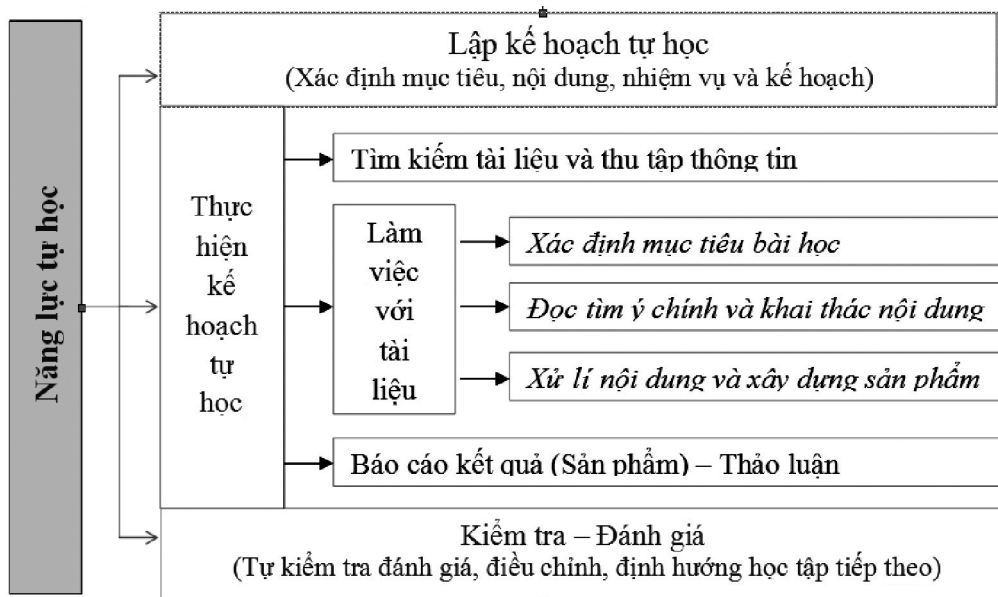 Năng lực tự học
Lập kế hoạch tự học
(Xác định mục tiêu, nội dung, nhiệm vụ và kế hoạch)
Thực
hiện
kế
hoạch
tự
học
Tìm kiếm tài liệu và thu tập thông tin
Làm
việc
với
tài
liệu
Xác định mục tiêu bài học
Đọc tìm ý chính và khai thác nội dung
Xử lí nội dung và xây dựng sản phẩm
Báo cáo kết quả (Sản phẩm) – Thảo luận
Kiểm tra – Đánh giá
(Tự kiểm tra đánh giá, điều chỉnh, định hướng học tập tiếp theo)